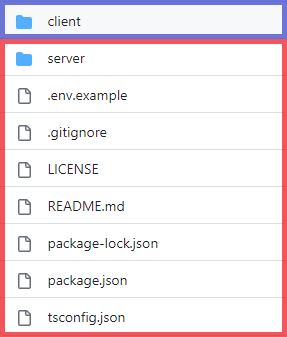 client
server
.env.example
.gitignore
LICENSE
README.md
package-lock.json
package.json
tsconfig.json